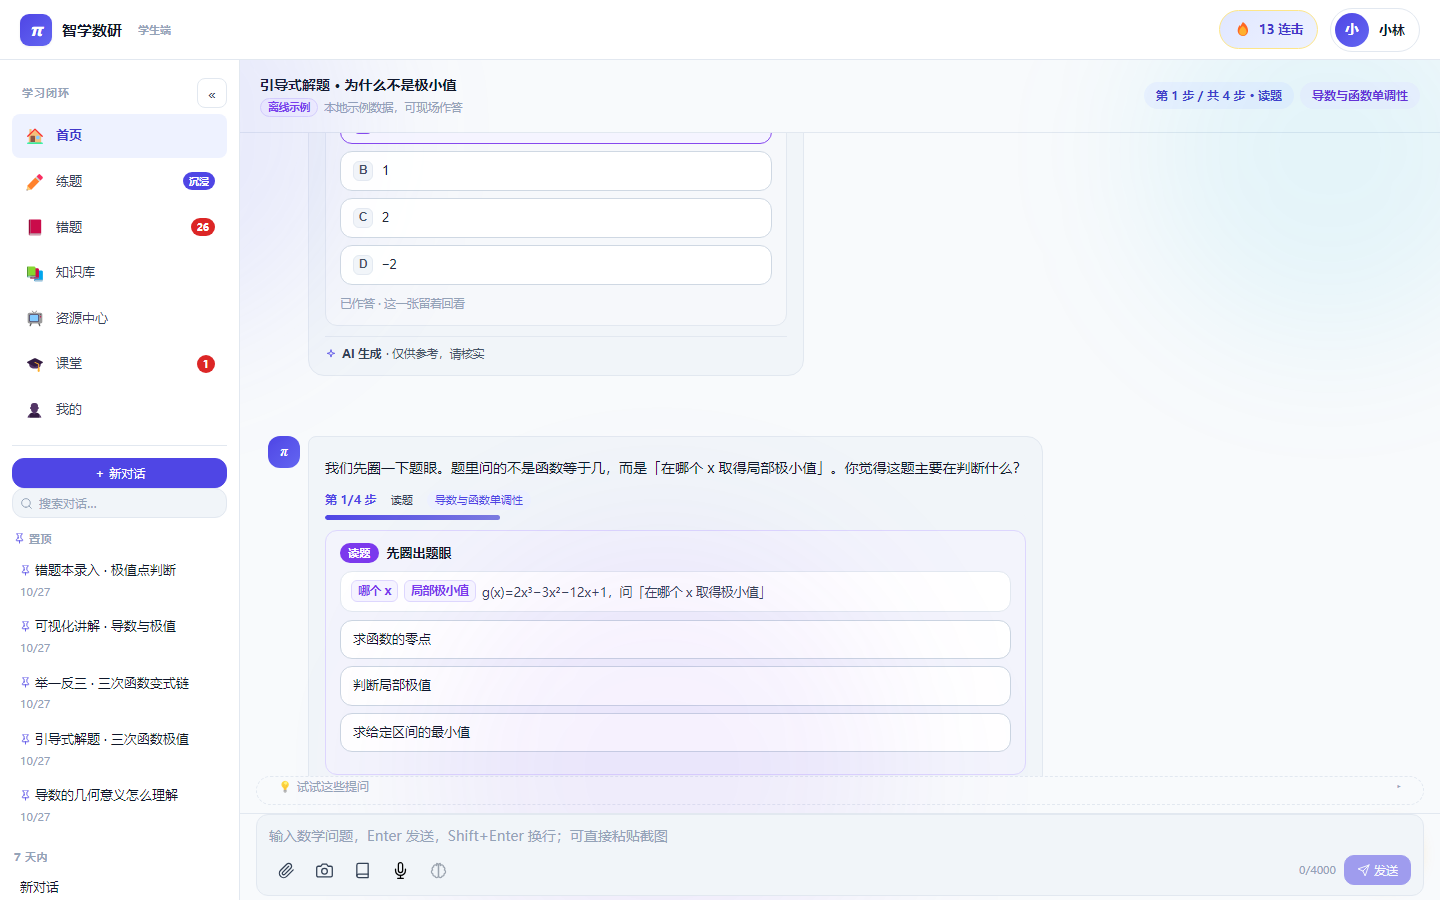 π 智学数研 学生端
13 连击
小 小林
学习闭环 «
首页
练题 沉浸
错题 26
知识库
资源中心
课堂 1
我的
+ 新对话
搜索对话...
置顶
错题本录入 · 极值点判断
10/27
可视化讲解 · 导数与极值
10/27
举一反三 · 三次函数变式链
10/27
引导式解题 · 三次函数极值
10/27
导数的几何意义怎么理解
10/27
7 天内
新对话
引导式解题 • 为什么不是极小值
离线示例 本地示例数据，可现场作答
第 1 步 / 共 4 步 • 读题 导数与函数单调性
B 1
C 2
D −2
已作答 · 这一张留着回看
AI 生成 · 仅供参考，请核实
π
我们先圈一下题眼。题里问的不是函数等于几，而是「在哪个 x 取得局部极小值」。你觉得这题主要在判断什么？
第 1/4 步 读题 导数与函数单调性
读题 先圈出题眼
哪个 x 局部极小值 g(x)=2x³−3x²−12x+1，问「在哪个 x 取得极小值」
求函数的零点
判断局部极值
求给定区间的最小值
试试这些提问
输入数学问题，Enter 发送，Shift+Enter 换行；可直接粘贴截图
0/4000 发送